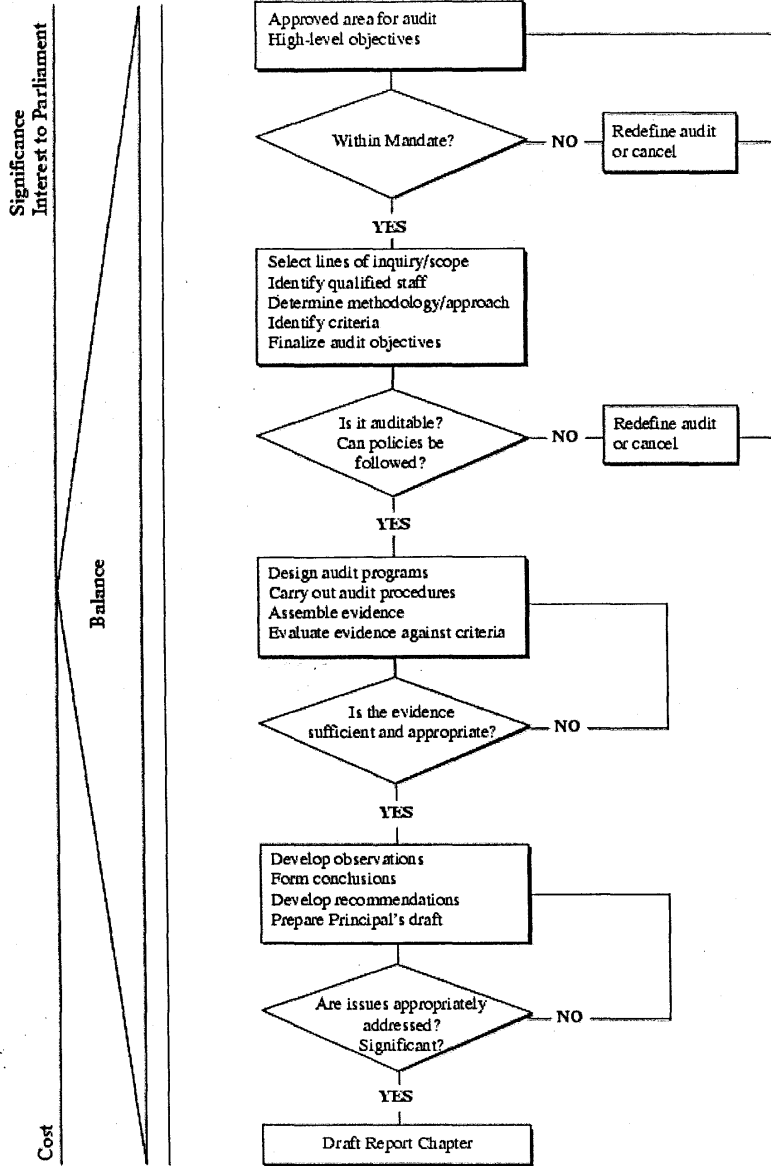 Significance
Interest to Parliament
Balance
Cost
Approved area for audit
High-level objectives
Within Mandate?
NO
Redefine audit
or cancel
YES
Select lines of inquiry/scope
Identify qualified staff
Determine methodology/approach
Identify criteria
Finalize audit objectives
Is it auditable?
Can policies be
followed?
NO
Redefine audit
or cancel
YES
Design audit programs
Carry out audit procedures
Assemble evidence
Evaluate evidence against criteria
Is the evidence
sufficient and appropriate?
NO
YES
Develop observations
Form conclusions
Develop recommendations
Prepare Principal's draft
Are issues appropriately
addressed?
Significant?
NO
YES
Draft Report Chapter